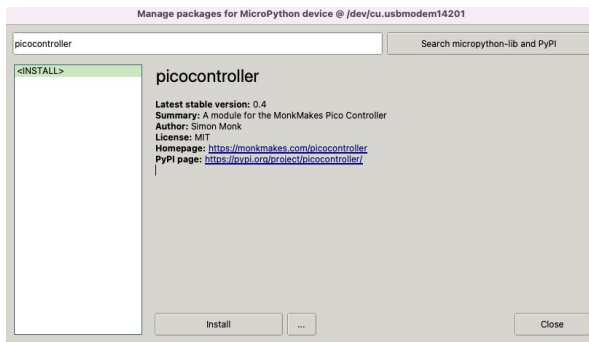 Manage packages for MicroPython device @ /dev/cu.usbmodem14201
picocontroller
Search micropython-lib and PyPI
<INSTALL>
picocontroller
Latest stable version: 0.4
Summary: A module for the MonkMakes Pico Controller
Author: Simon Monk
License: MIT
Homepage: https://monkmakes.com/picocontroller
PyPI page: https://pypi.org/project/picocontroller/
Install
...
Close